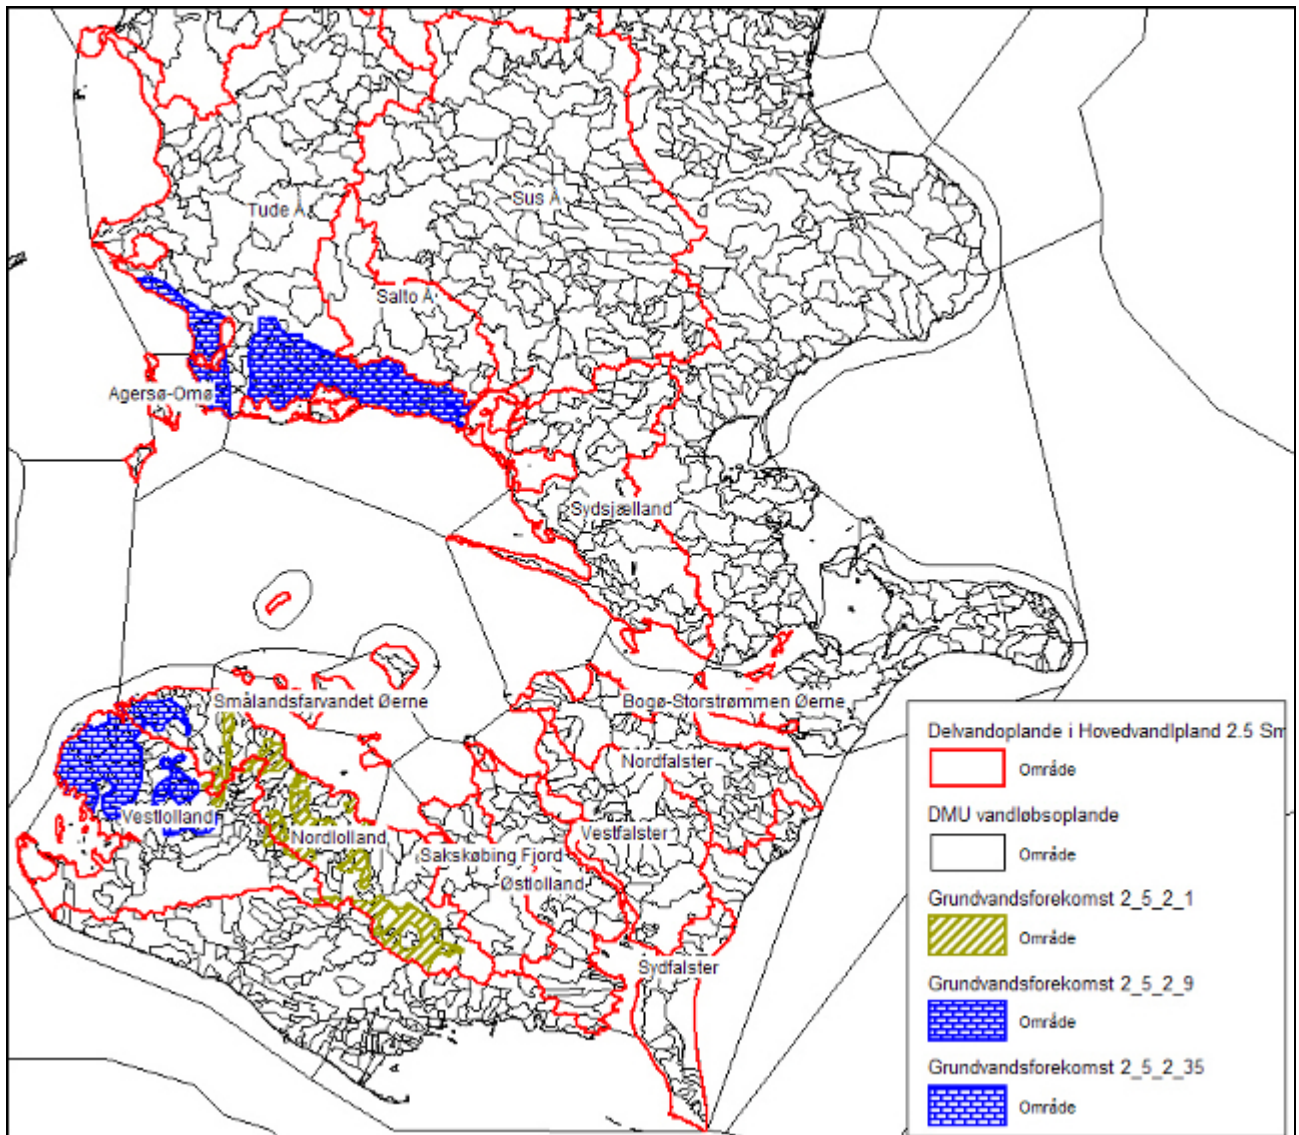 Tude Å
Sus Å
Salto Å
Agersø-Omø
Sydsjælland
Smålandsfarvandet Øerne
Bogø-Storstrømmen Øerne
Nordfalster
Vestlolland
Nordlolland
Vestfalster
Sakskøbing Fjord
Østlolland
Sydfalster
Delvandoplande i Hovedvandlpland 2.5 Sm
Område
DMU vandløbsoplande
Område
Grundvandsforekomst 2_5_2_1
Område
Grundvandsforekomst 2_5_2_9
Område
Grundvandsforekomst 2_5_2_35
Område